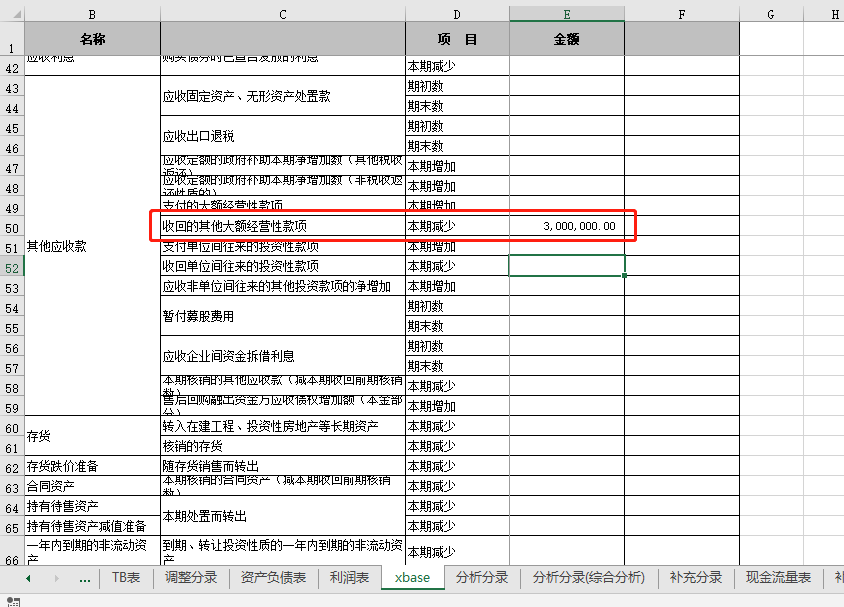 B C D E F G H
1 名称 项 目 金额
42 应收利息 购买债券时已宣告发放的利息 本期减少
43 应收固定资产、无形资产处置款 期初数
44 期末数
45 应收出口退税 期初数
46 期末数
47 应收定额的政府补助本期净增加数（其他税收返还） 本期增加
48 应收定额的政府补助本期净增加数（非税收返还性质的） 本期增加
49 支付的大额经营性款项 本期增加
50 收回的其他大额经营性款项 本期减少 3,000,000.00
51 其他应收款 支付单位间往来的投资性款项 本期增加
52 收回单位间往来的投资性款项 本期减少
53 应收非单位间往来的其他投资款项的净增加 本期增加
54 暂付募股费用 期初数
55 期末数
56 应收企业间资金拆借利息 期初数
57 期末数
58 本期核销的其他应收款（减本期收回前期核销数） 本期减少
59 售后回购融出资金方应收债权增加额（本金部分） 本期增加
60 存货 转入在建工程、投资性房地产等长期资产 本期减少
61 核销的存货 本期减少
62 存货跌价准备 随存货销售而转出 本期减少
63 合同资产 本期核销的合同资产（减本期收回前期核销数） 本期减少
64 持有待售资产 本期处置而转出 本期减少
65 持有待售资产减值准备 本期减少
66 一年内到期的非流动资产 到期、转让投资性质的一年内到期的非流动资产 本期减少
... TB表 调整分录 资产负债表 利润表 xbase 分析分录 分析分录(综合分析) 补充分录 现金流量表